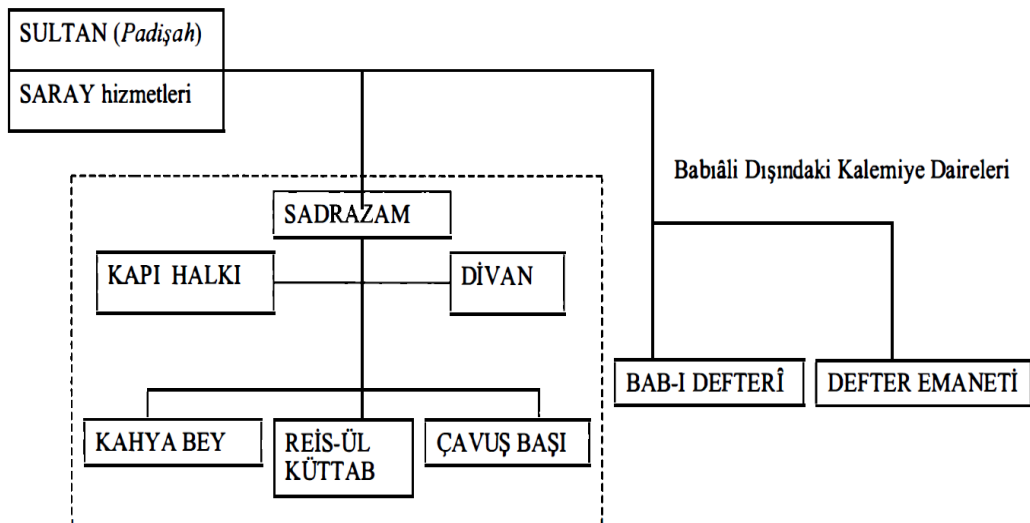 SULTAN (Padişah)
SARAY hizmetleri
Babıâli Dışındaki Kalemiye Daireleri
SADRAZAM
KAPI HALKI
DİVAN
BAB-I DEFTERÎ
DEFTER EMANETİ
KAHYA BEY
REİS-ÜL
KÜTTAB
ÇAVUŞ BAŞI